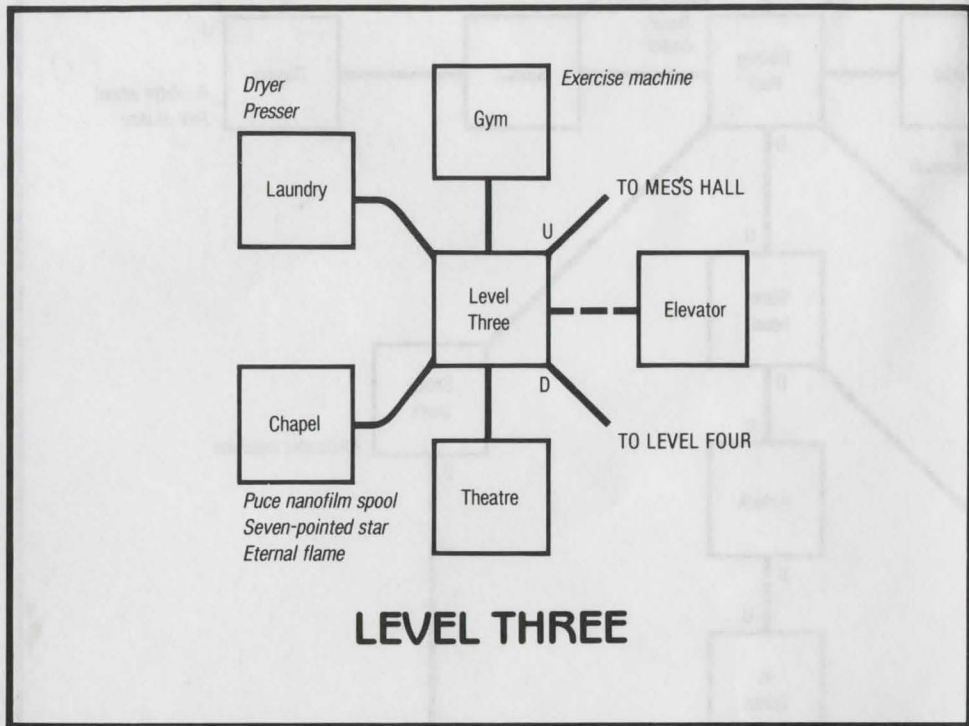 Dryer
Presser
Exercise machine
Gym
Laundry
TO MESS HALL
U
Level
Three
Elevator
D
Chapel
TO LEVEL FOUR
Theatre
Puce nanofilm spool
Seven-pointed star
Eternal flame
LEVEL THREE